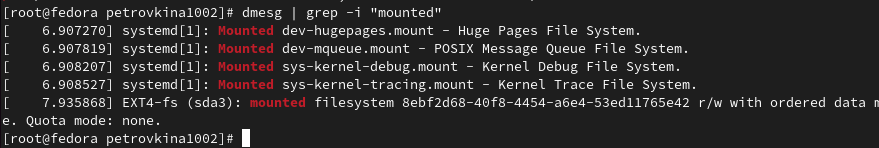 [root@fedora petrovkina1002]# dmesg | grep -i "mounted"
[    6.907270] systemd[1]: Mounted dev-hugepages.mount - Huge Pages File System.
[    6.907819] systemd[1]: Mounted dev-mqueue.mount - POSIX Message Queue File System.
[    6.908207] systemd[1]: Mounted sys-kernel-debug.mount - Kernel Debug File System.
[    6.908527] systemd[1]: Mounted sys-kernel-tracing.mount - Kernel Trace File System.
[    7.935868] EXT4-fs (sda3): mounted filesystem 8ebf2d68-40f8-4454-a6e4-53ed11765e42 r/w with ordered data m
e. Quota mode: none.
[root@fedora petrovkina1002]#